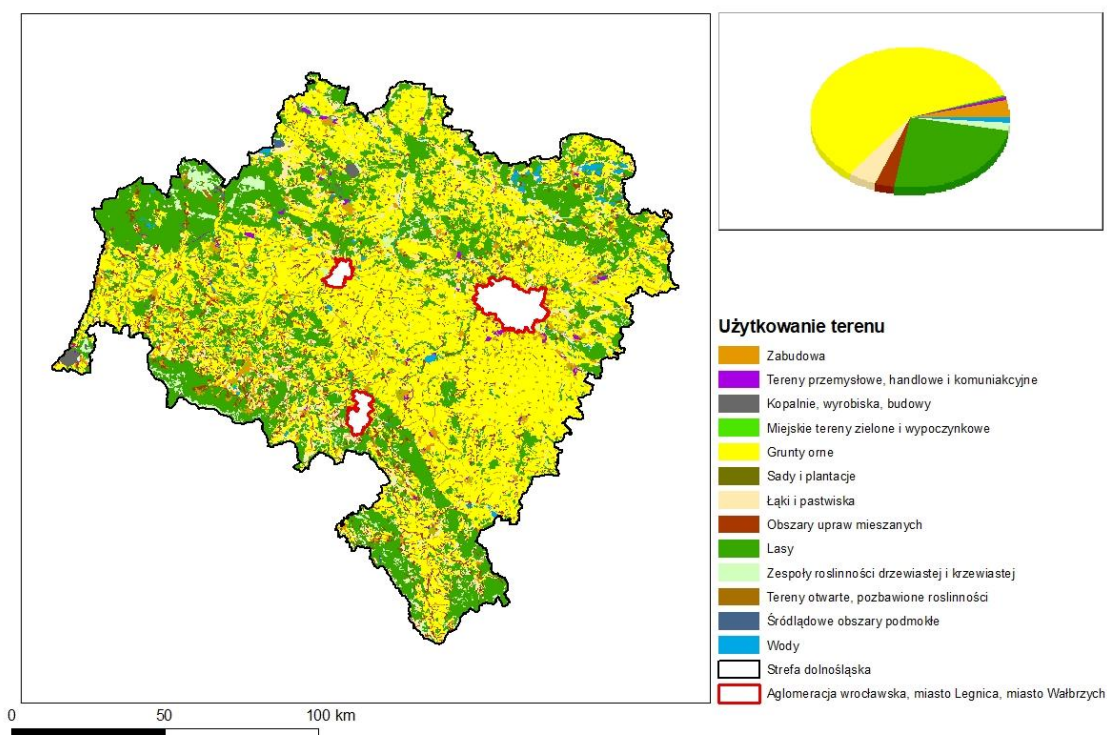 Użytkowanie terenu
Zabudowa
Tereny przemysłowe, handlowe i komuniakcyjne
Kopalnie, wyrobiska, budowy
Miejskie tereny zielone i wypoczynkowe
Grunty orne
Sady i plantacje
Łąki i pastwiska
Obszary upraw mieszanych
Lasy
Zespoły roslinności drzewiastej i krzewiastej
Tereny otwarte, pozbawione roslinności
Śródlądowe obszary podmokłe
Wody
Strefa dolnośląska
Aglomeracja wrocławska, miasto Legnica, miasto Wałbrzych
0 50 100 km